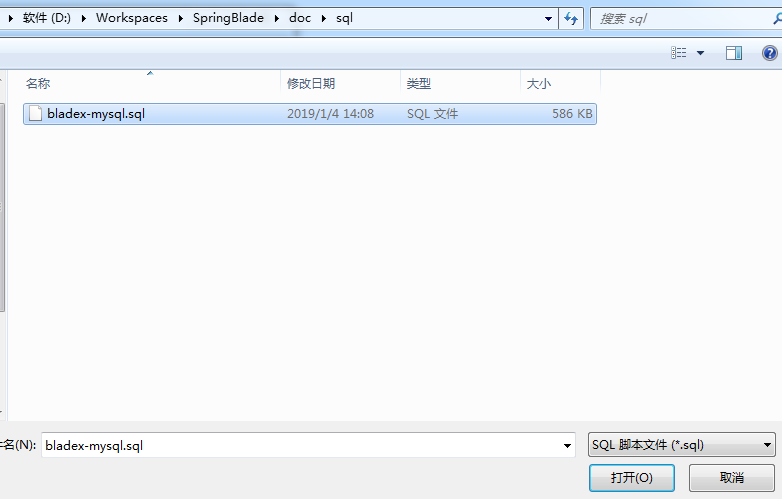 软件 (D:) Workspaces SpringBlade doc sql 搜索 sql
名称 修改日期 类型 大小
bladex-mysql.sql 2019/1/4 14:08 SQL 文件 586 KB
名(N): bladex-mysql.sql SQL 脚本文件 (*.sql)
打开(O) 取消